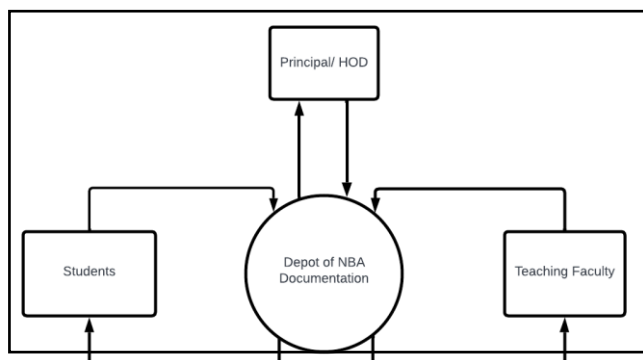 Principal/ HOD
Students
Depot of NBA
Documentation
Teaching Faculty